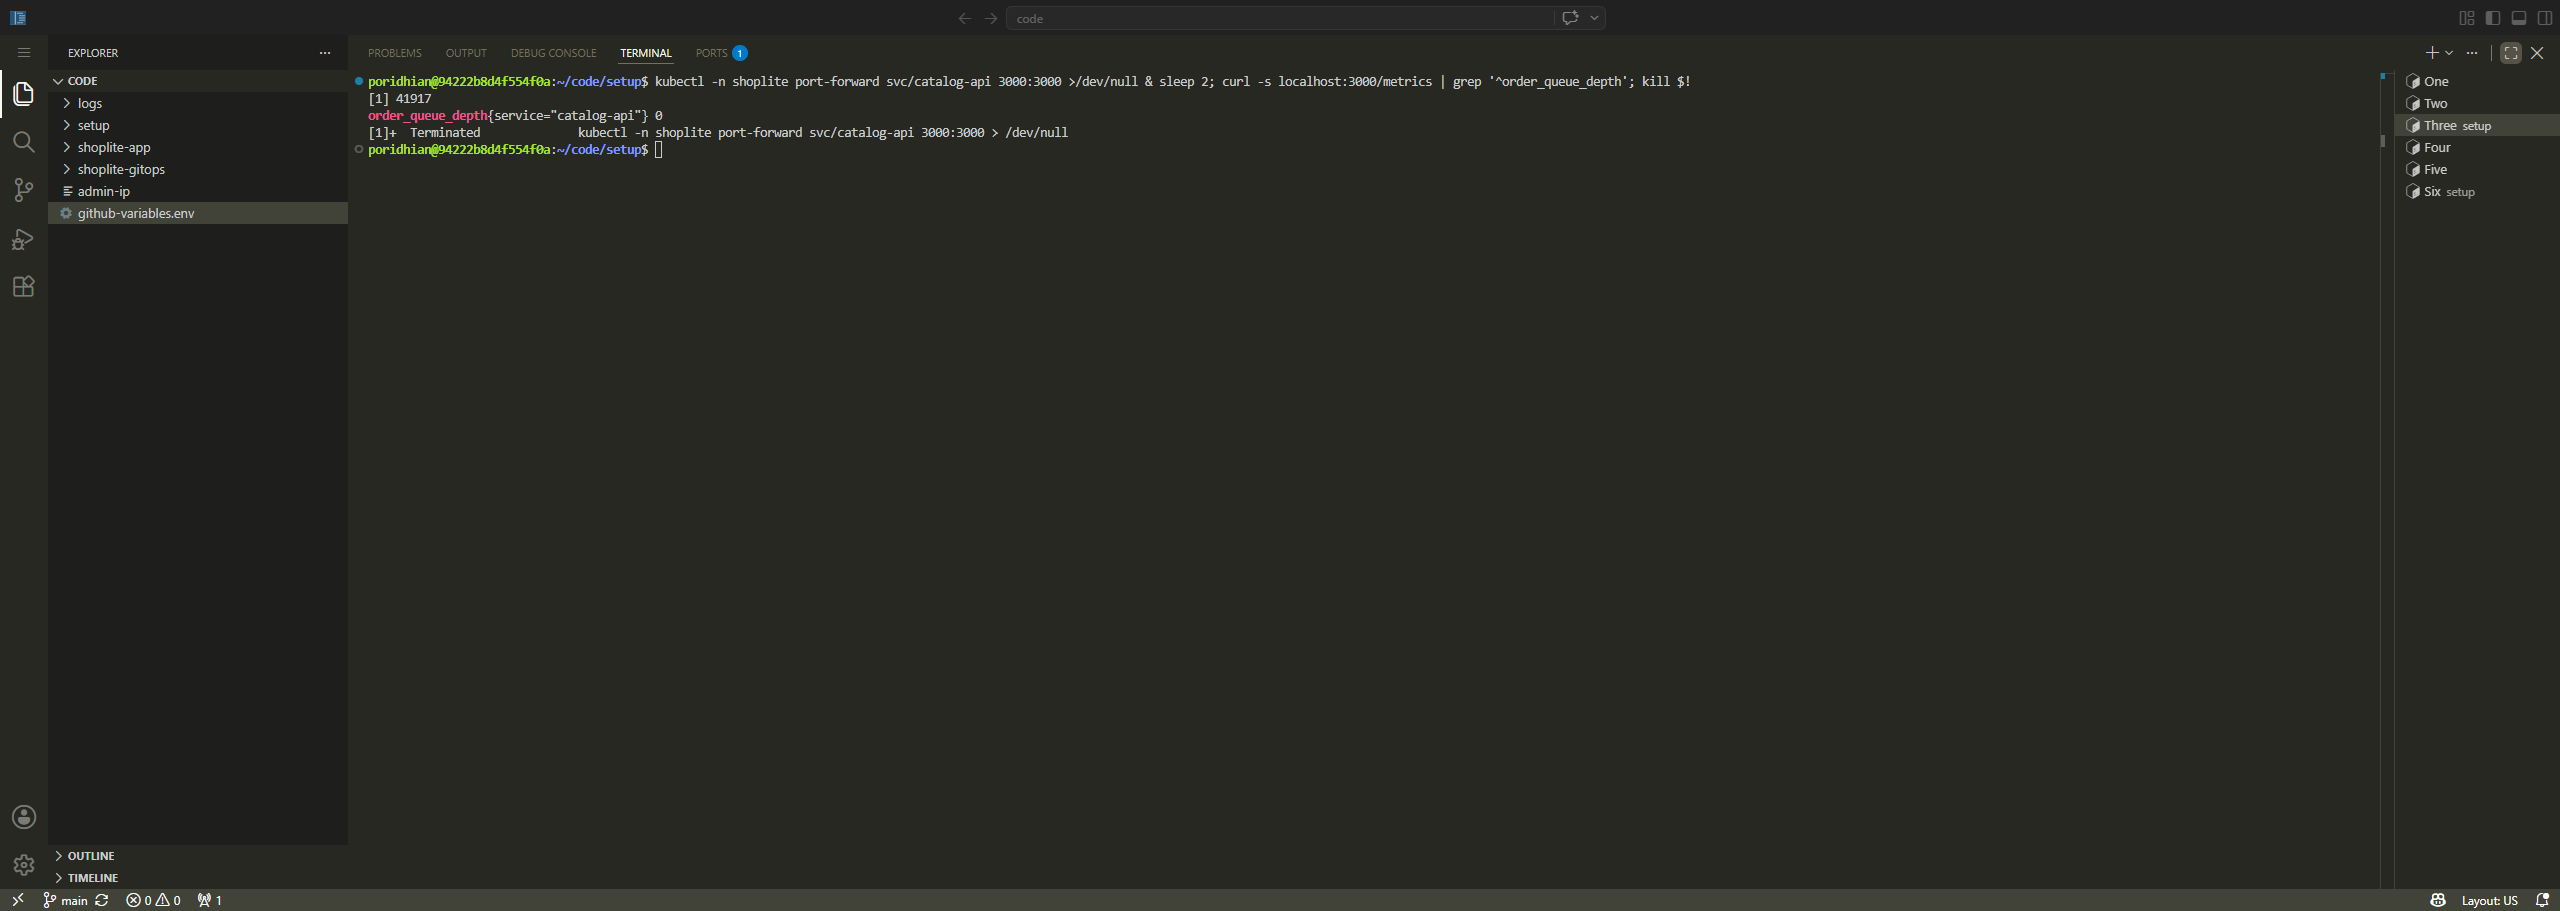 code
EXPLORER
CODE
logs
setup
shoplite-app
shoplite-gitops
admin-ip
github-variables.env
OUTLINE
TIMELINE
PROBLEMS OUTPUT DEBUG CONSOLE TERMINAL PORTS 1
poridhian@94222b8d4f554f0a:~/code/setup$ kubectl -n shoplite port-forward svc/catalog-api 3000:3000 >/dev/null & sleep 2; curl -s localhost:3000/metrics | grep '^order_queue_depth'; kill $!
[1] 41917
order_queue_depth{service="catalog-api"} 0
[1]+  Terminated              kubectl -n shoplite port-forward svc/catalog-api 3000:3000 > /dev/null
poridhian@94222b8d4f554f0a:~/code/setup$
One
Two
Three setup
Four
Five
Six setup
main 0 0 1 Layout: US